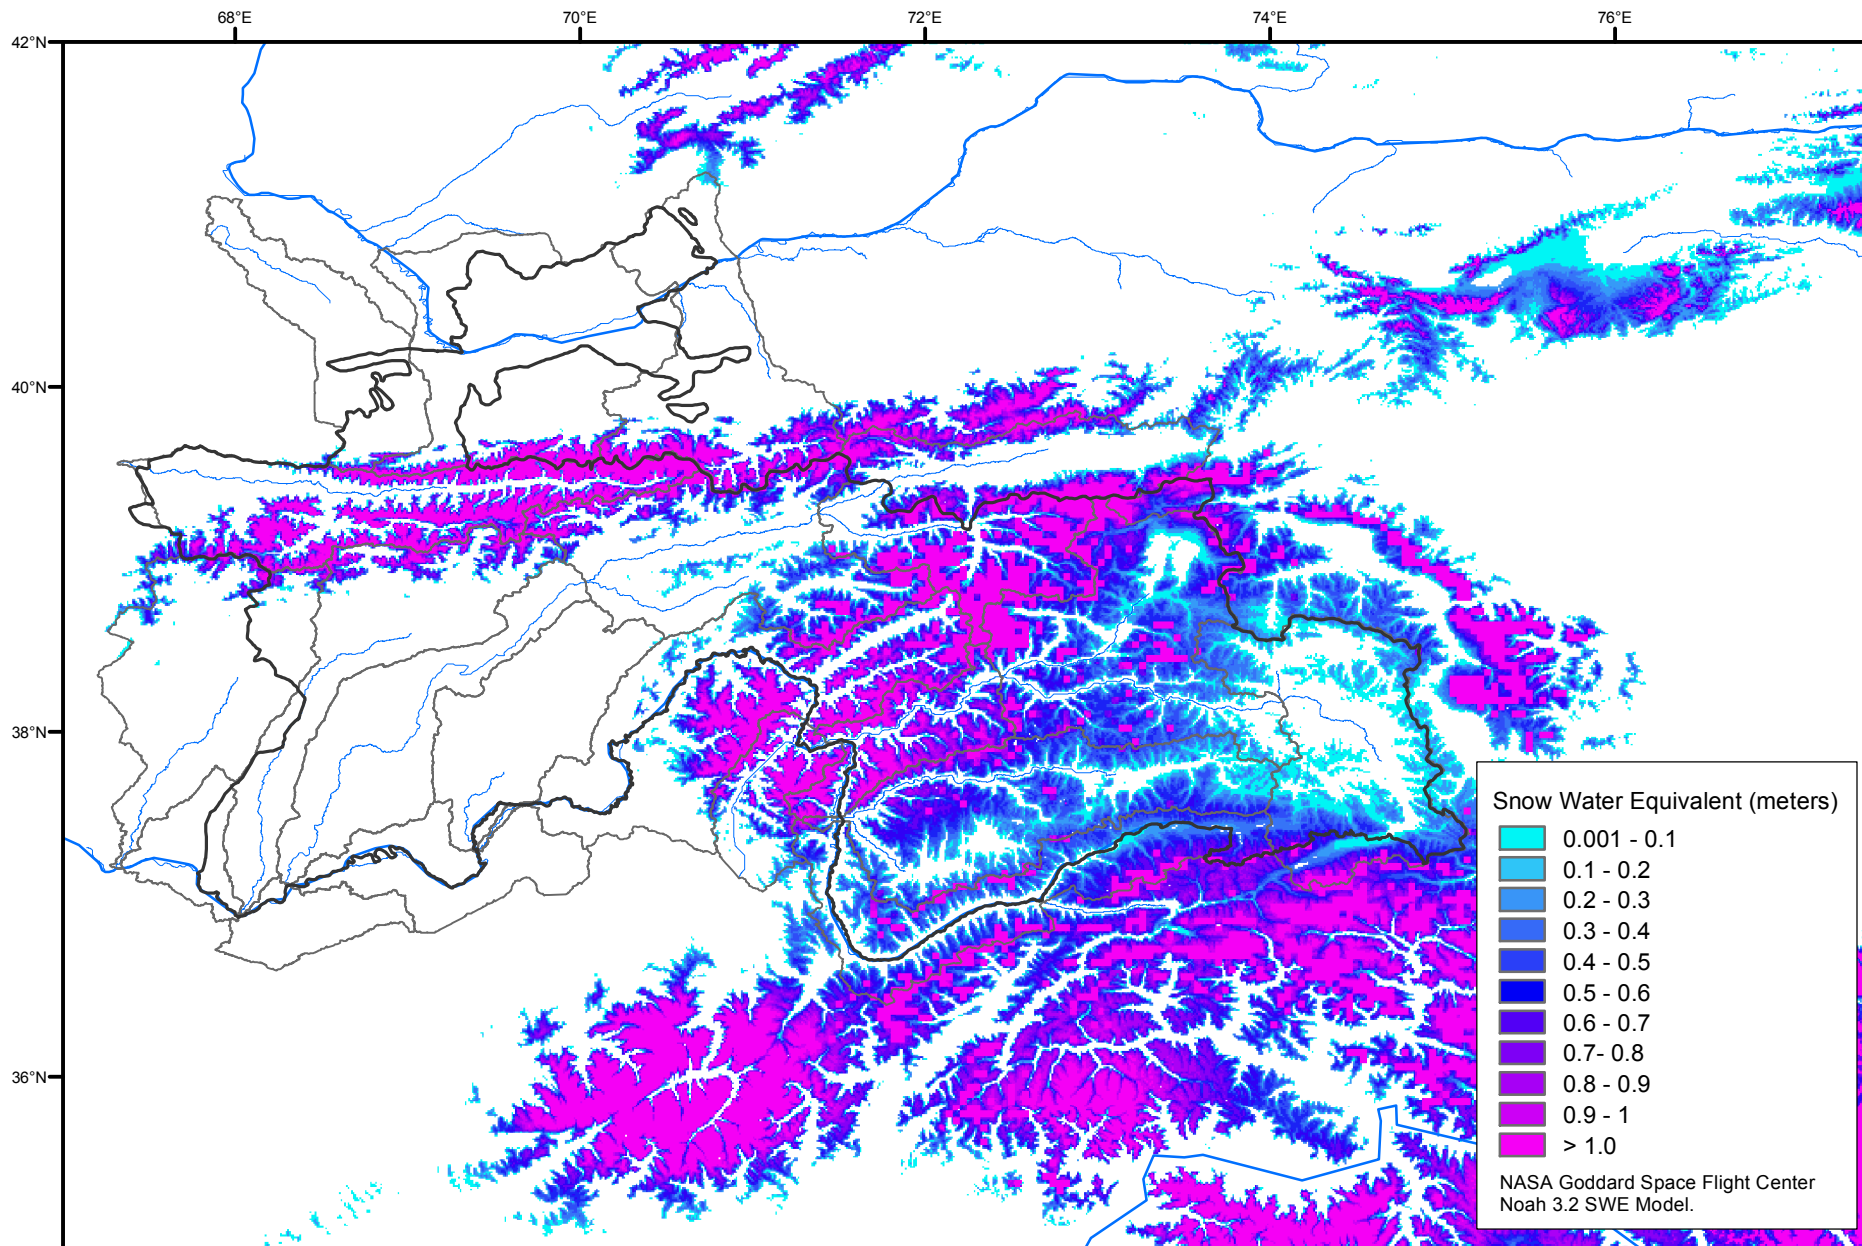 68°E
70°E
72°E
74°E
76°E
42°N
40°N
38°N
36°N
Snow Water Equivalent (meters)
0.001 - 0.1
0.1 - 0.2
0.2 - 0.3
0.3 - 0.4
0.4 - 0.5
0.5 - 0.6
0.6 - 0.7
0.7- 0.8
0.8 - 0.9
0.9 - 1
> 1.0
NASA Goddard Space Flight Center
Noah 3.2 SWE Model.